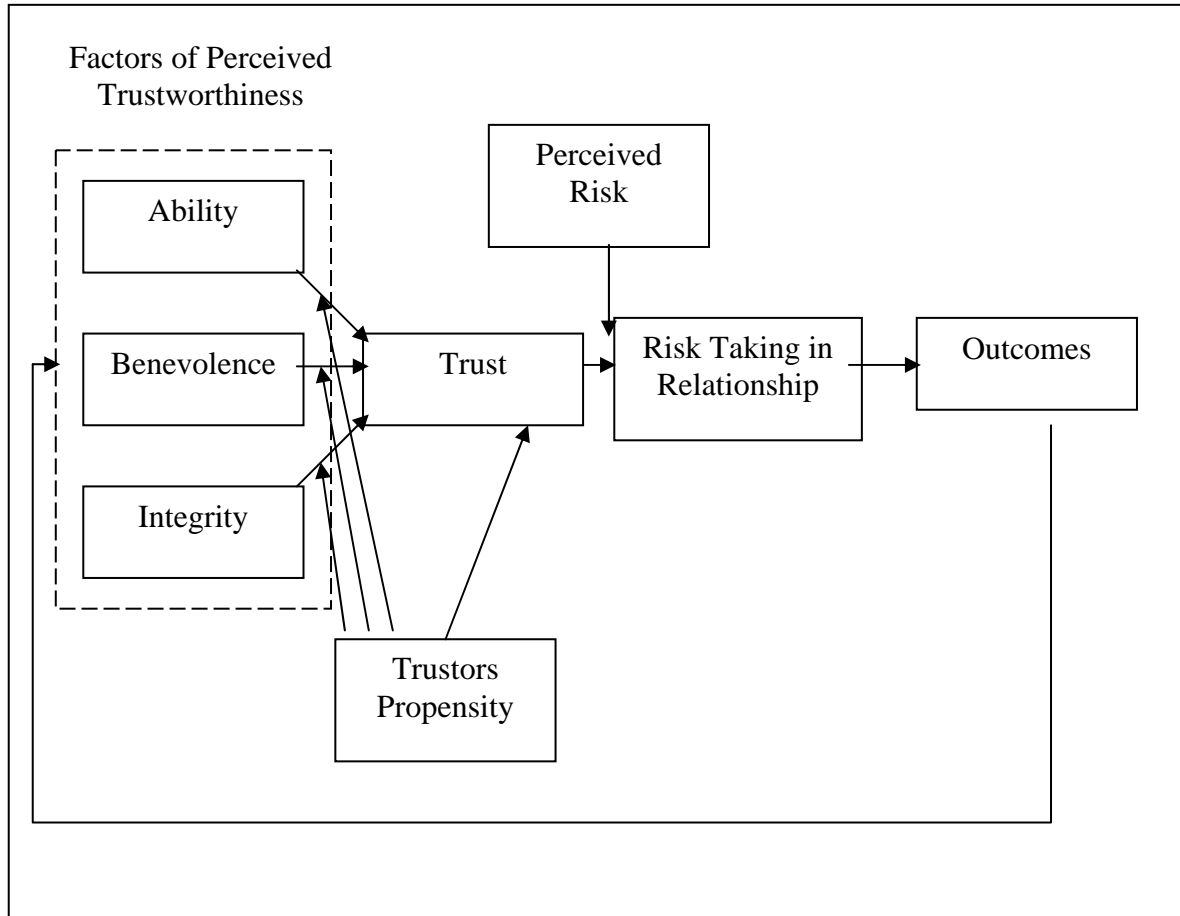 Factors of Perceived
Trustworthiness
Perceived
Risk
Ability
Benevolence
Trust
Risk Taking in
Relationship
Outcomes
Integrity
Trustors
Propensity